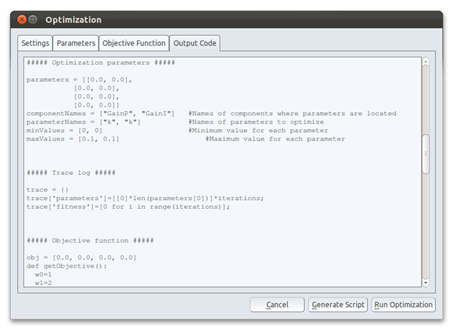 Optimization
Settings Parameters Objective Function Output Code
##### Optimization parameters #####
parameters = [[0.0, 0.0],
[0.0, 0.0],
[0.0, 0.0],
[0.0, 0.0]]
componentNames = ["GainP", "GainI"] #Names of components where parameters are located
parameterNames = ["k", "k"] #Names of parameters to optimize
minValues = [0, 0] #Minimum value for each parameter
maxValues = [0.1, 0.1] #Maximum value for each parameter
##### Trace log #####
trace = {}
trace['parameters']=[[0]*len(parameters[0])]*iterations;
trace['fitness']=[0 for i in range(iterations)];
##### Objective function #####
obj = [0.0, 0.0, 0.0, 0.0]
def getObjective():
w0=1
w1=2
Cancel Generate Script Run Optimization